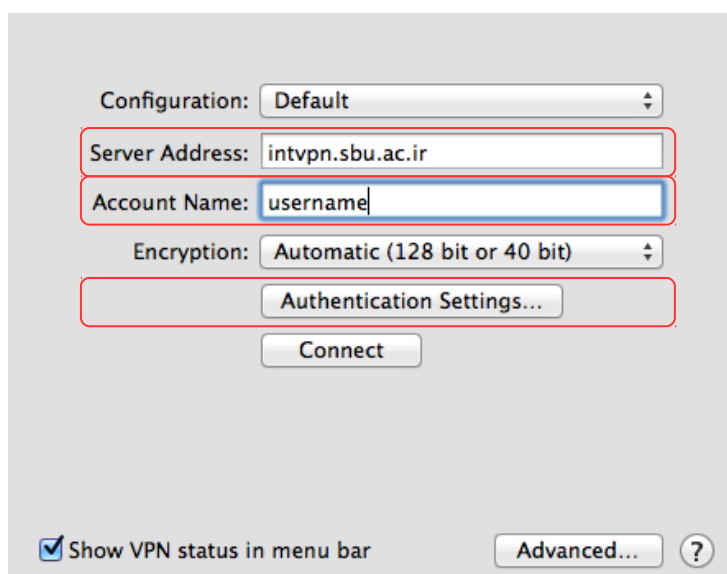 Configuration: Default
Server Address: intvpn.sbu.ac.ir
Account Name: username
Encryption: Automatic (128 bit or 40 bit)
Authentication Settings...
Connect
Show VPN status in menu bar Advanced... ?